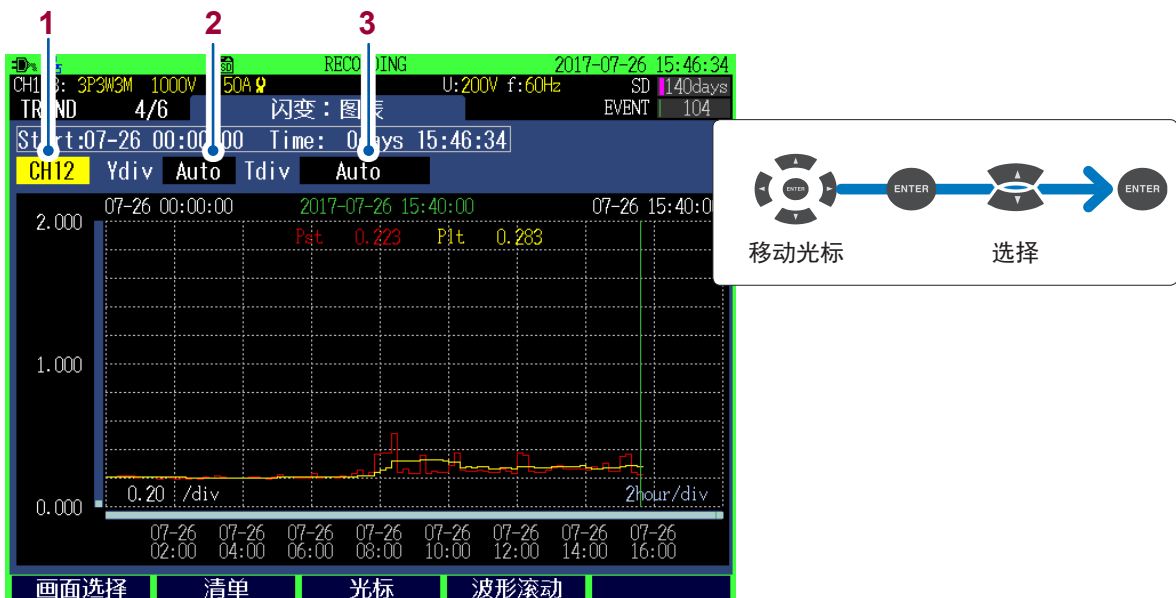 1 2 3
RECORDING 2017-07-26 15:46:34
3P3W3M 1000V 50A U:200V f:60Hz SD 140days
TREND 4/6 闪变：图表 EVENT 104
Start:07-26 00:00:00 Time: 0days 15:46:34
CH12 Ydiv Auto Tdiv Auto
07-26 00:00:00 2017-07-26 15:40:00 07-26 15:40:0
2.000
Pst 0.223 Plt 0.283
1.000
0.20 /div 2hour/div
0.000
07-26 07-26 07-26 07-26 07-26 07-26 07-26 07-26
02:00 04:00 06:00 08:00 10:00 12:00 14:00 16:00
画面选择 清单 光标 波形滚动
ENTER ENTER ENTER
移动光标 选择